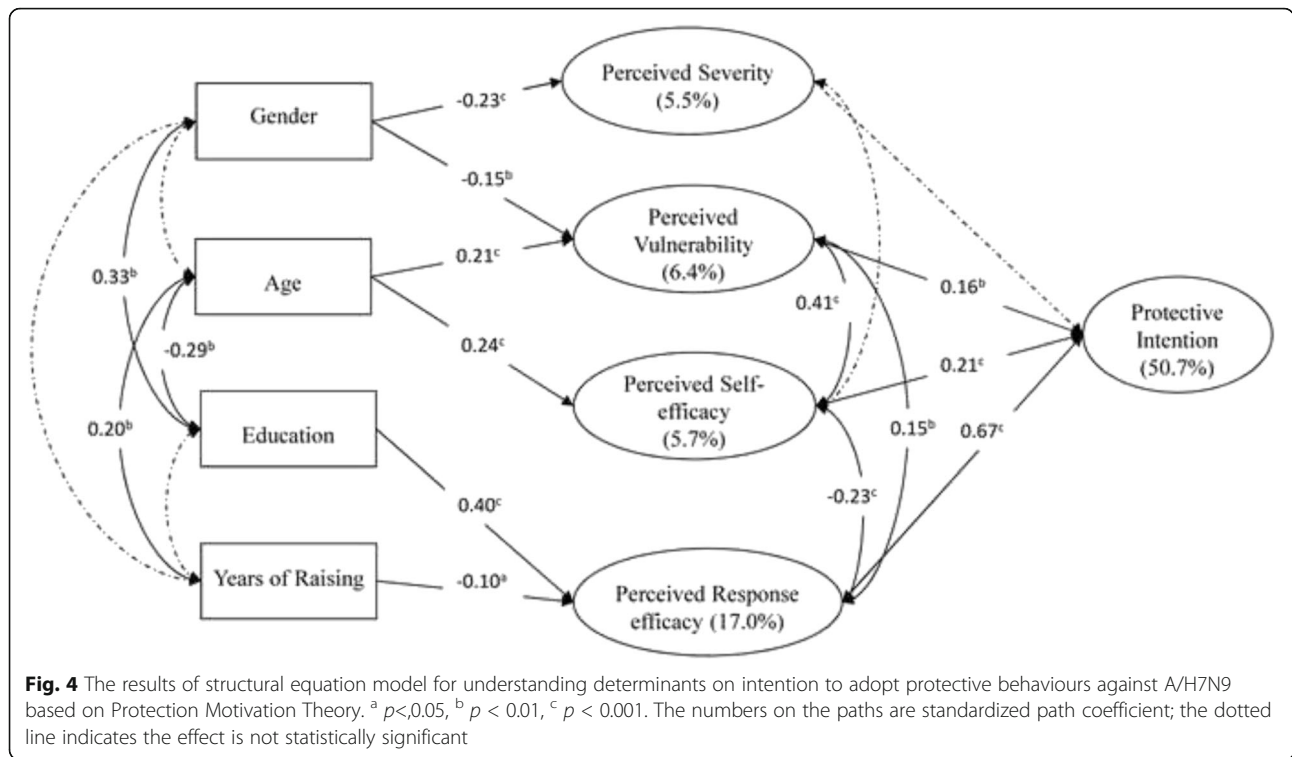 Gender
Age
Education
Years of Raising
0.33ᵇ
-0.29ᵇ
0.20ᵇ
-0.23ᶜ
-0.15ᵇ
0.21ᶜ
0.24ᶜ
0.40ᶜ
-0.10ᵃ
Perceived Severity
(5.5%)
Perceived
Vulnerability
(6.4%)
Perceived Self-
efficacy
(5.7%)
Perceived Response
efficacy (17.0%)
0.41ᶜ
-0.23ᶜ
0.15ᵇ
0.16ᵇ
0.21ᶜ
0.67ᶜ
Protective
Intention
(50.7%)
Fig. 4 The results of structural equation model for understanding determinants on intention to adopt protective behaviours against A/H7N9
based on Protection Motivation Theory. ᵃ p<,0.05, ᵇ p < 0.01, ᶜ p < 0.001. The numbers on the paths are standardized path coefficient; the dotted
line indicates the effect is not statistically significant